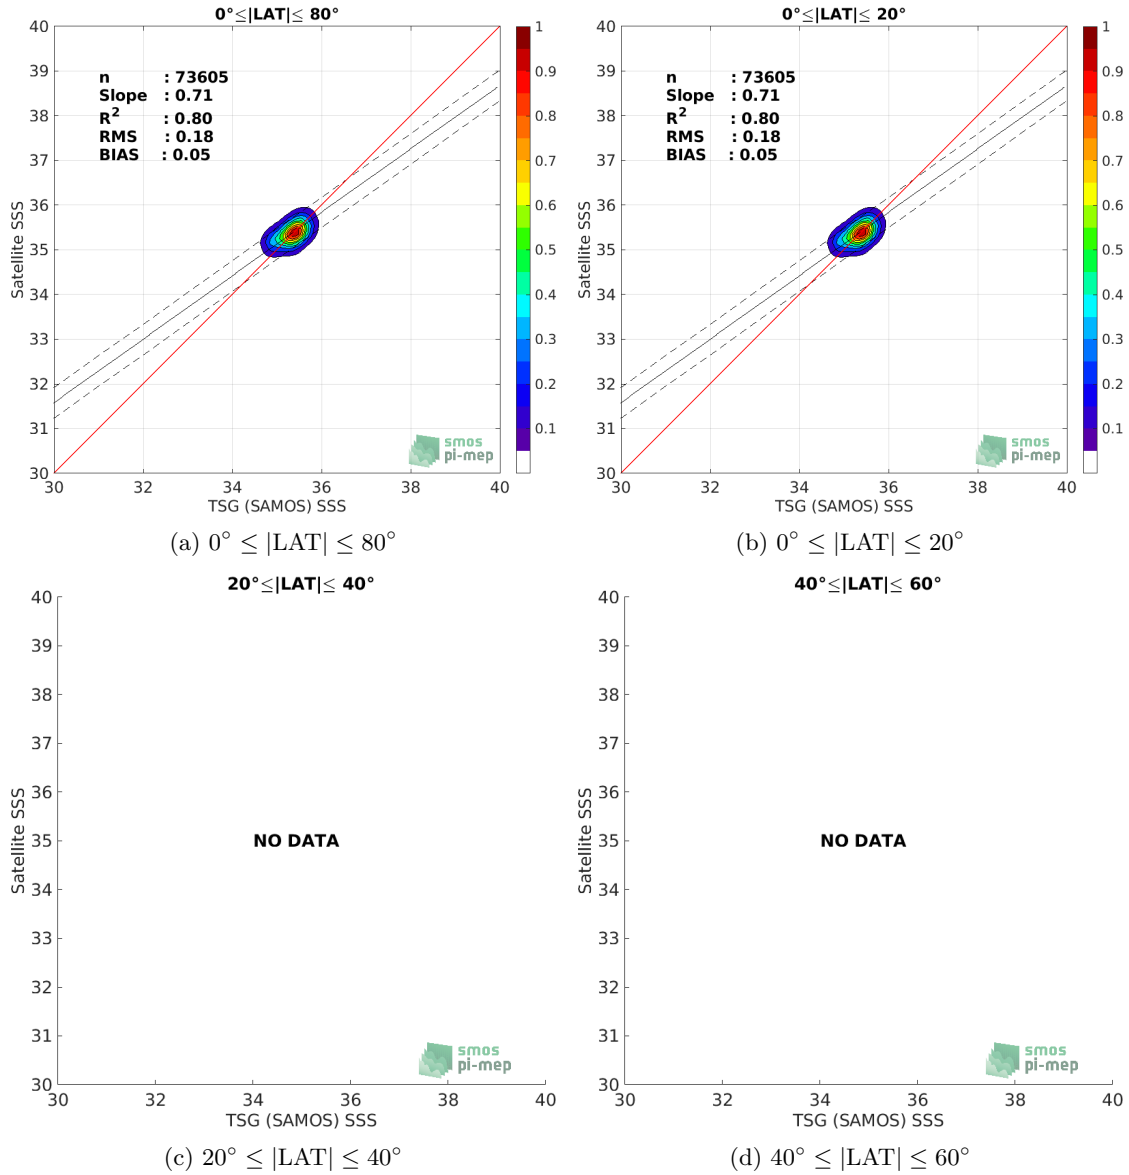 0°≤|LAT|≤ 80°
40
39
38
37
36
35
34
33
32
31
30
Satellite SSS
n : 73605
Slope : 0.71
R² : 0.80
RMS : 0.18
BIAS : 0.05
smos
pi-mep
30 32 34 36 38 40
TSG (SAMOS) SSS
1
0.9
0.8
0.7
0.6
0.5
0.4
0.3
0.2
0.1
(a) 0° ≤ |LAT| ≤ 80°
0°≤|LAT|≤ 20°
40
39
38
37
36
35
34
33
32
31
30
Satellite SSS
n : 73605
Slope : 0.71
R² : 0.80
RMS : 0.18
BIAS : 0.05
smos
pi-mep
30 32 34 36 38 40
TSG (SAMOS) SSS
1
0.9
0.8
0.7
0.6
0.5
0.4
0.3
0.2
0.1
(b) 0° ≤ |LAT| ≤ 20°
20°≤|LAT|≤ 40°
40
39
38
37
36
35
34
33
32
31
30
Satellite SSS
NO DATA
smos
pi-mep
30 32 34 36 38 40
TSG (SAMOS) SSS
(c) 20° ≤ |LAT| ≤ 40°
40°≤|LAT|≤ 60°
40
39
38
37
36
35
34
33
32
31
30
Satellite SSS
NO DATA
smos
pi-mep
30 32 34 36 38 40
TSG (SAMOS) SSS
(d) 40° ≤ |LAT| ≤ 60°